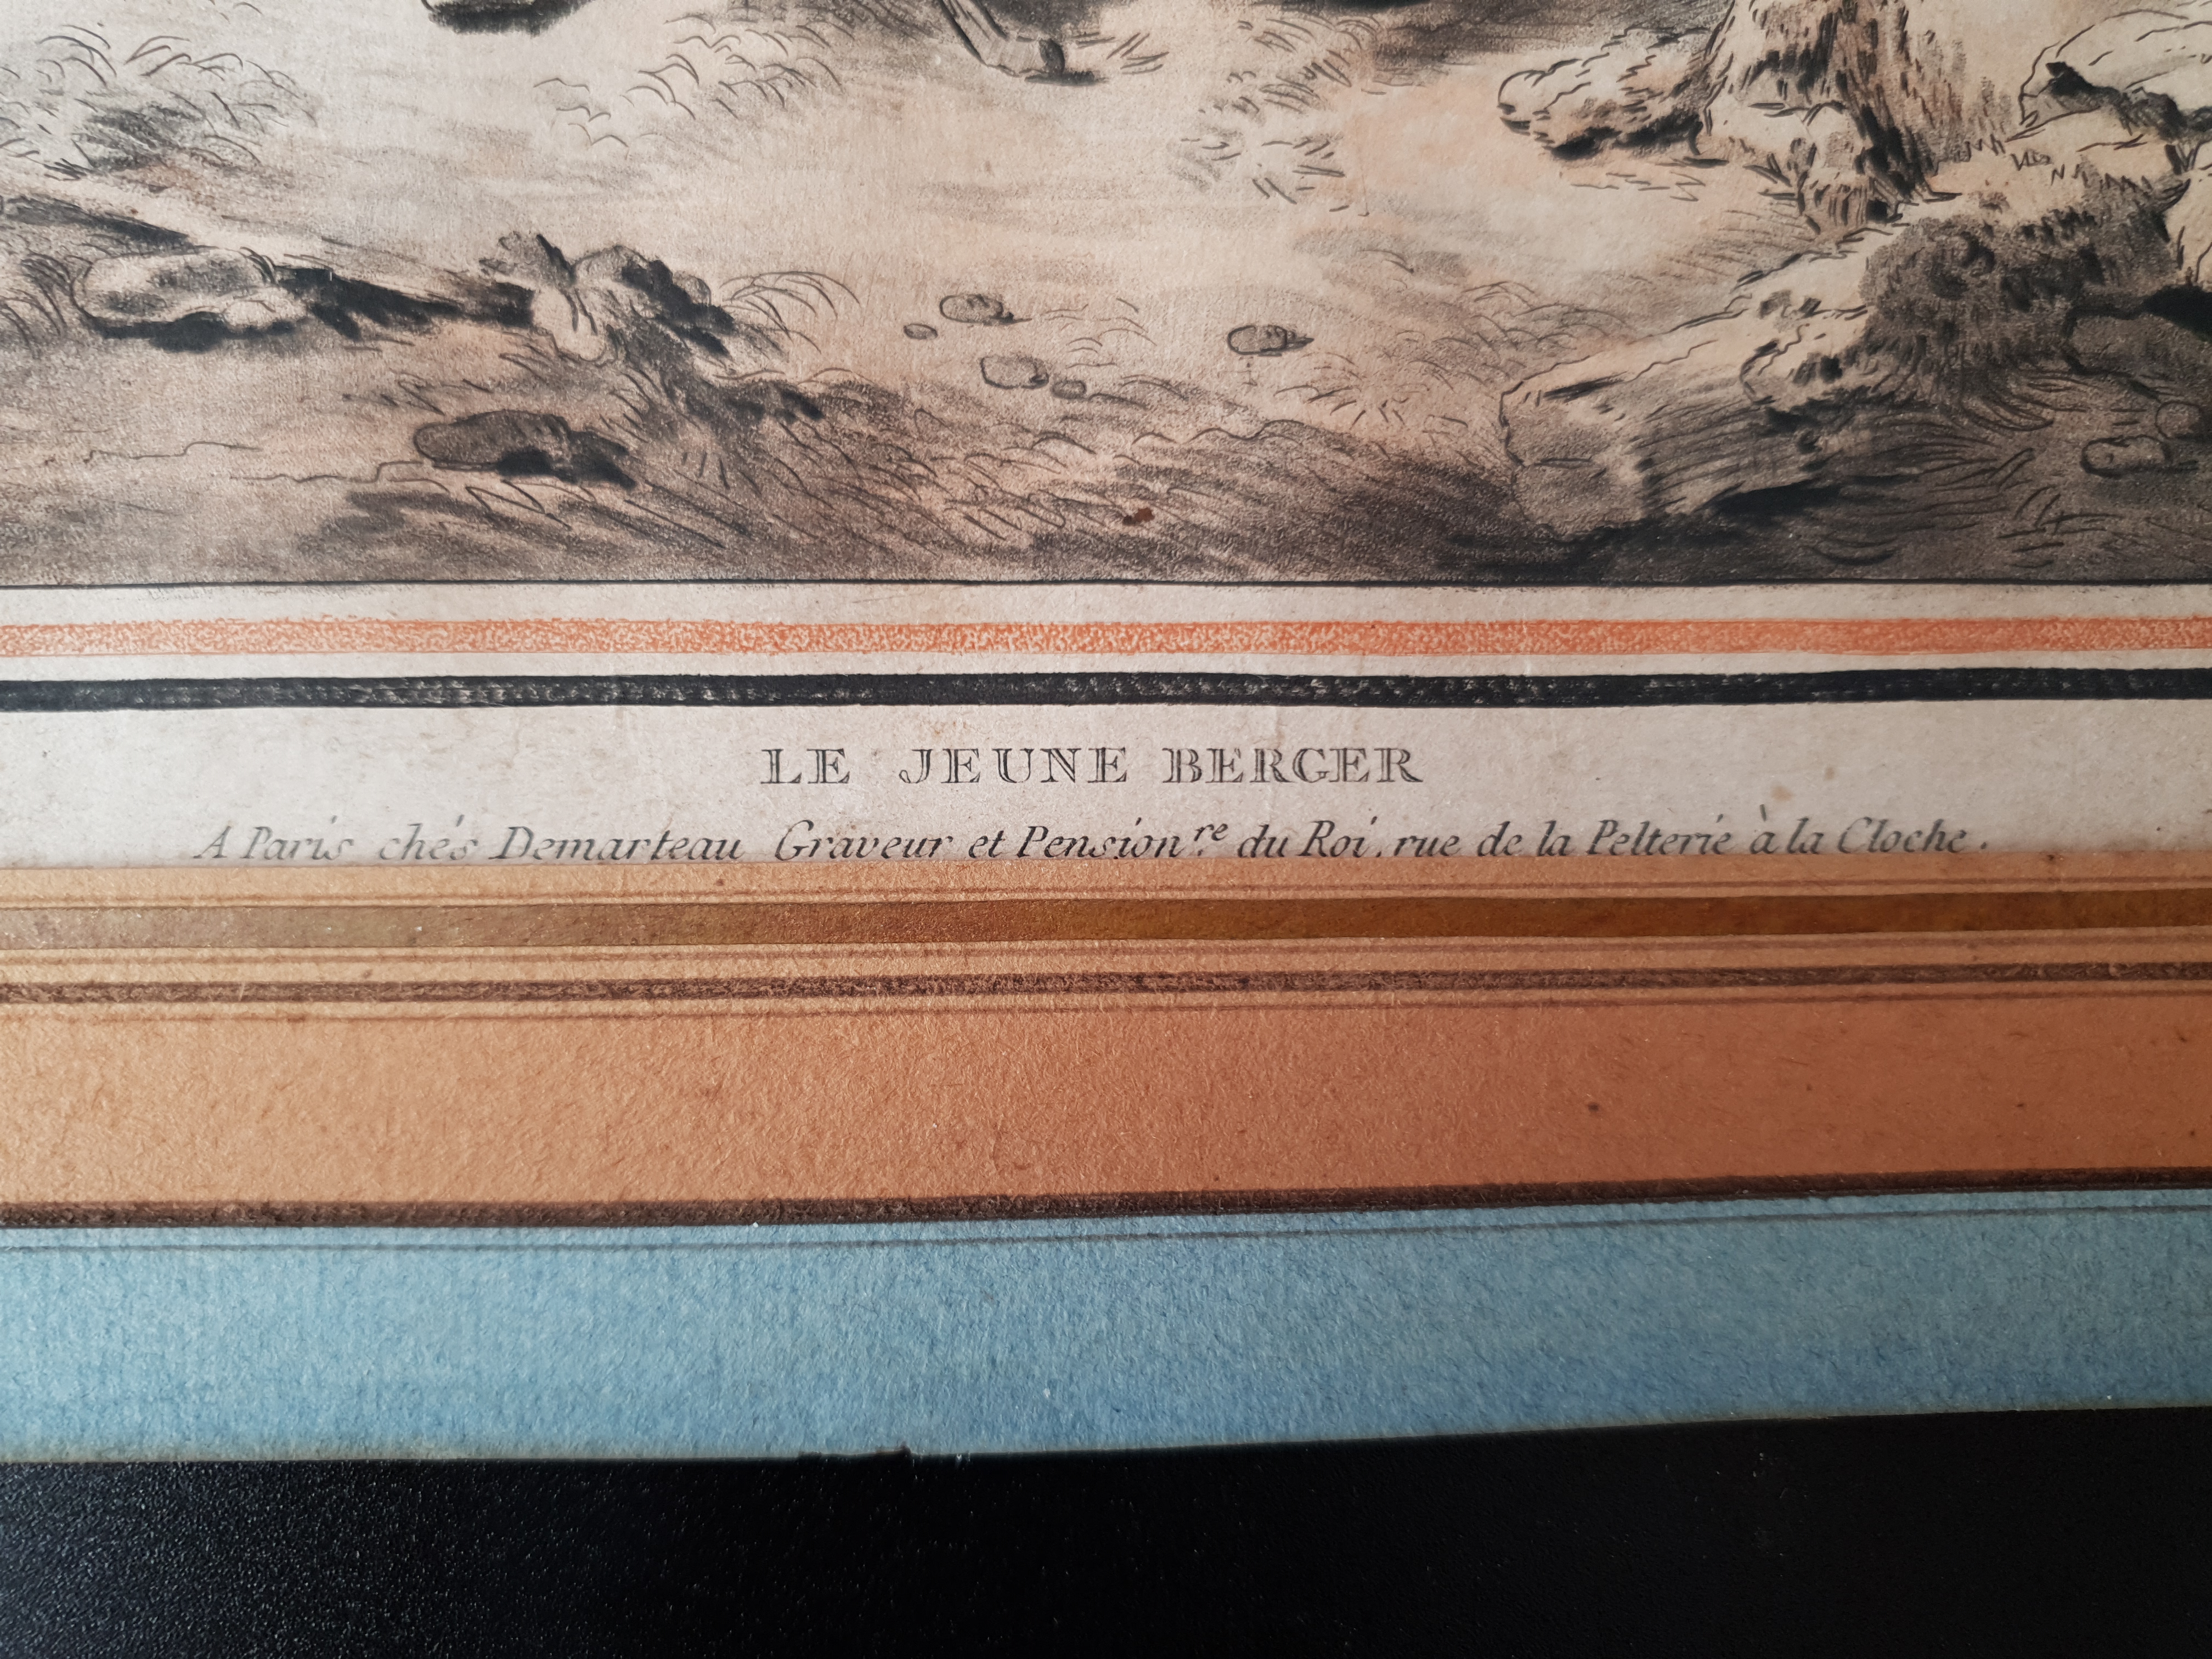 LE JEUNE BERGER
A Paris chés Demarteau Graveur et Pension.re du Roi, rue de la Pelterie à la Cloche.